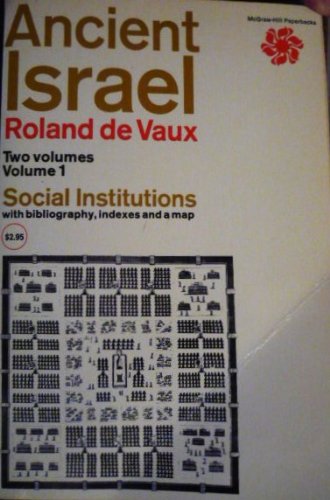 Ancient
McGraw-Hill Paperbacks
Israel
Roland de Vaux
Two volumes
Volume 1
Social Institutions
with bibliography, indexes and a map
$2.95